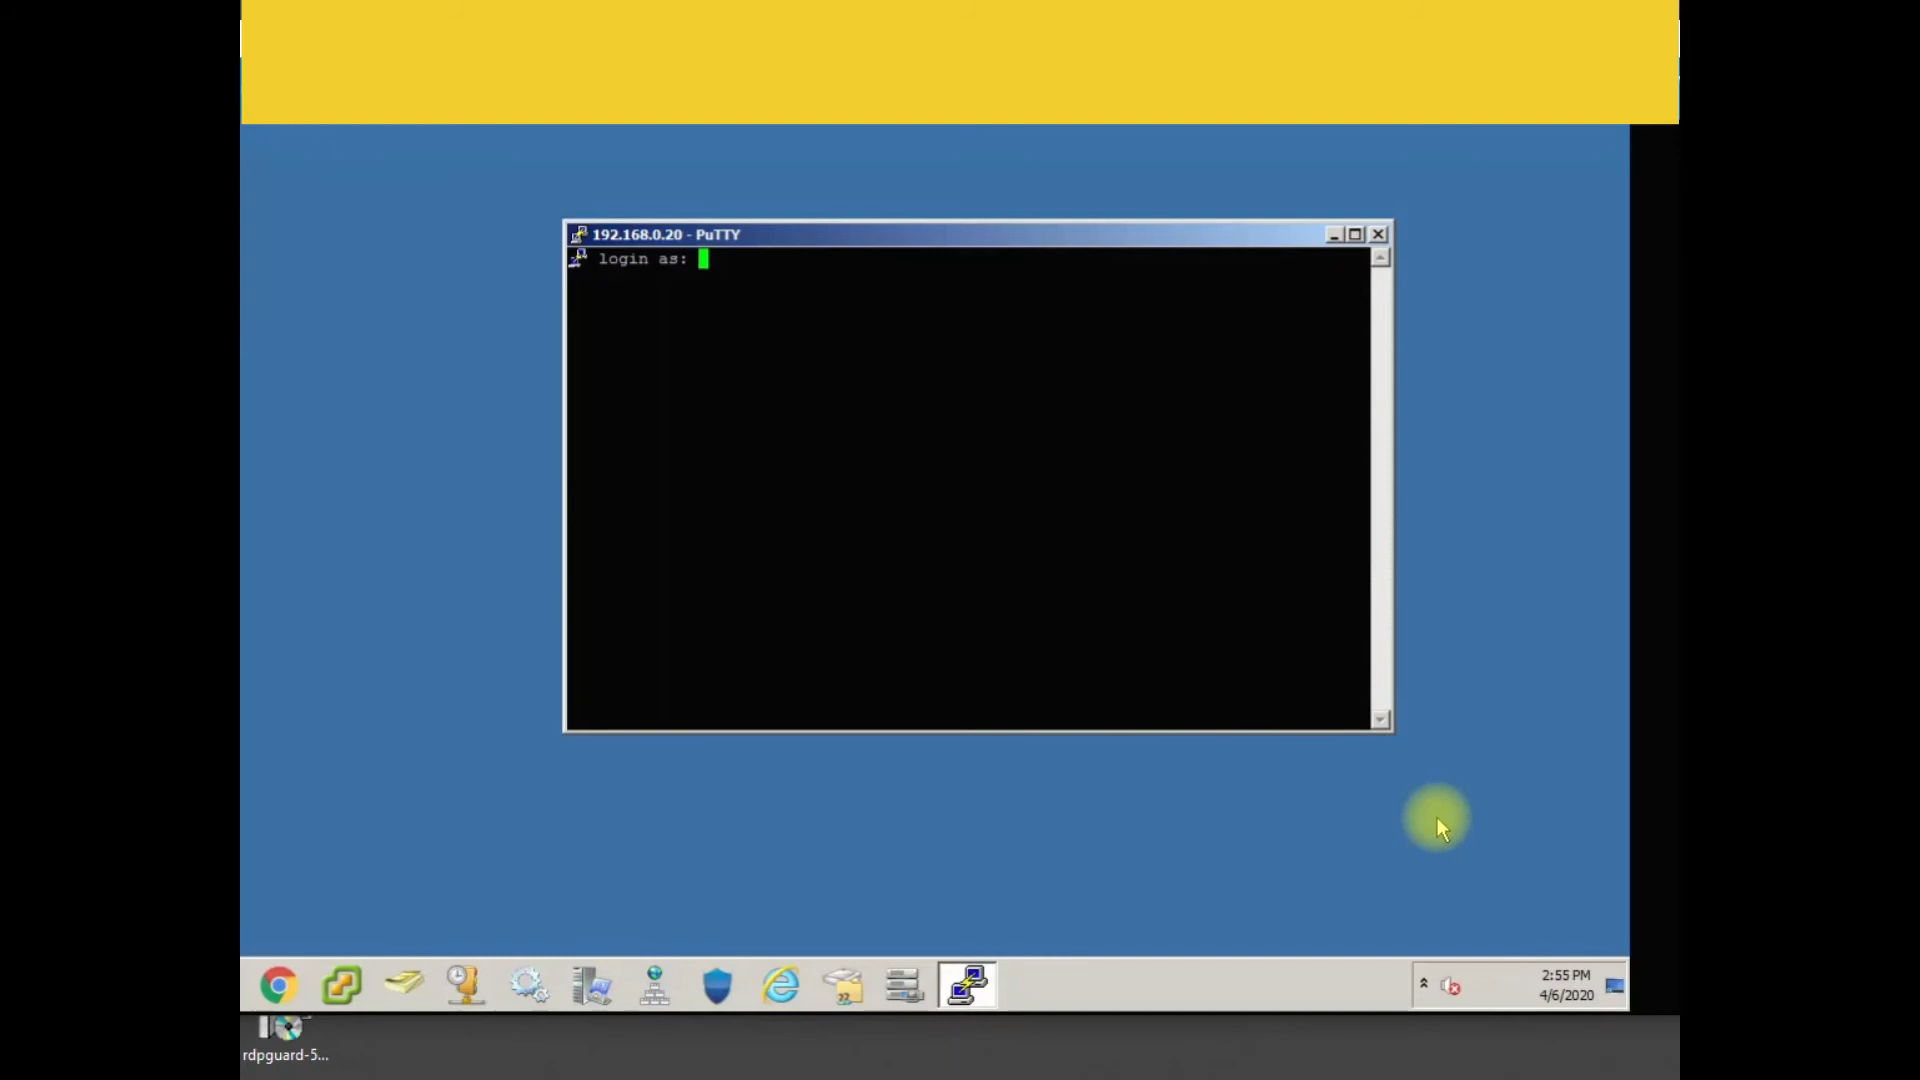 192.168.0.20 - PuTTY
login as:
2:55 PM
4/6/2020
rdpguard-5...